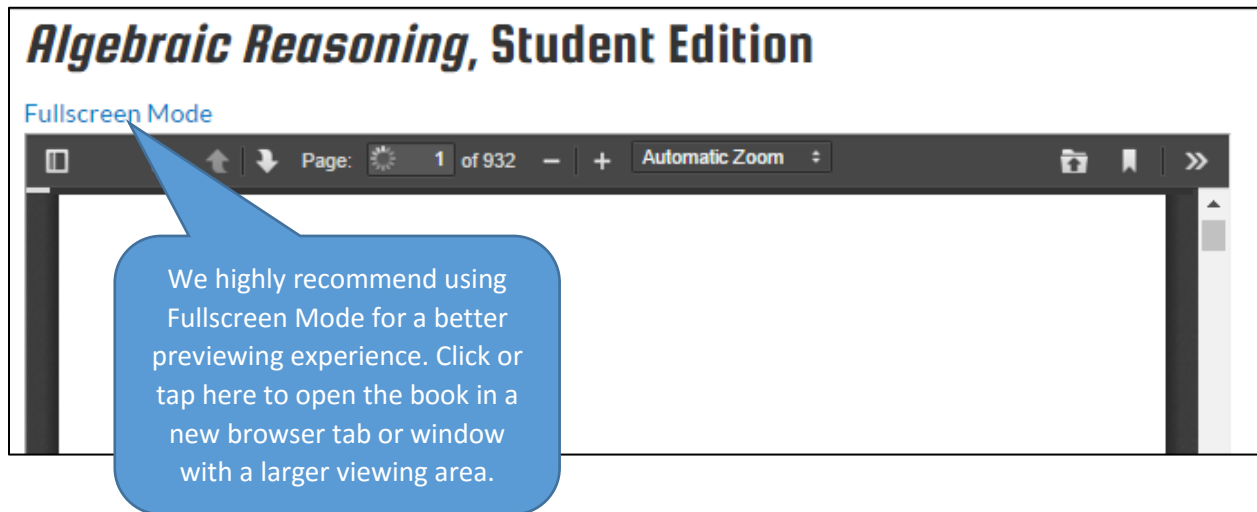 Algebraic Reasoning, Student Edition
Fullscreen Mode
Page: 1 of 932 Automatic Zoom
We highly recommend using
Fullscreen Mode for a better
previewing experience. Click or
tap here to open the book in a
new browser tab or window
with a larger viewing area.